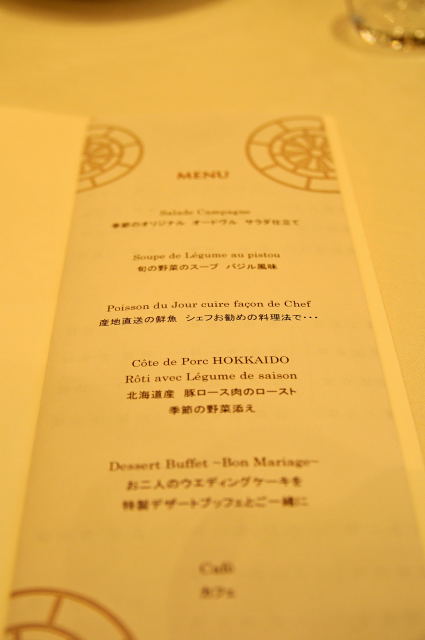 MENU
Salade Campagne
季節のオリジナル オードヴル サラダ仕立て
Soupe de Légume au pistou
旬の野菜のスープ バジル風味
Poisson du Jour cuire façon de Chef
産地直送の鮮魚 シェフお勧めの料理法で・・・
Côte de Porc HOKKAIDO
Rôti avec Légume de saison
北海道産 豚ロース肉のロースト
季節の野菜添え
Dessert Buffet ~Bon Mariage~
お二人のウエディングケーキを
特製デザートブッフェとご一緒に
Café
カフェ